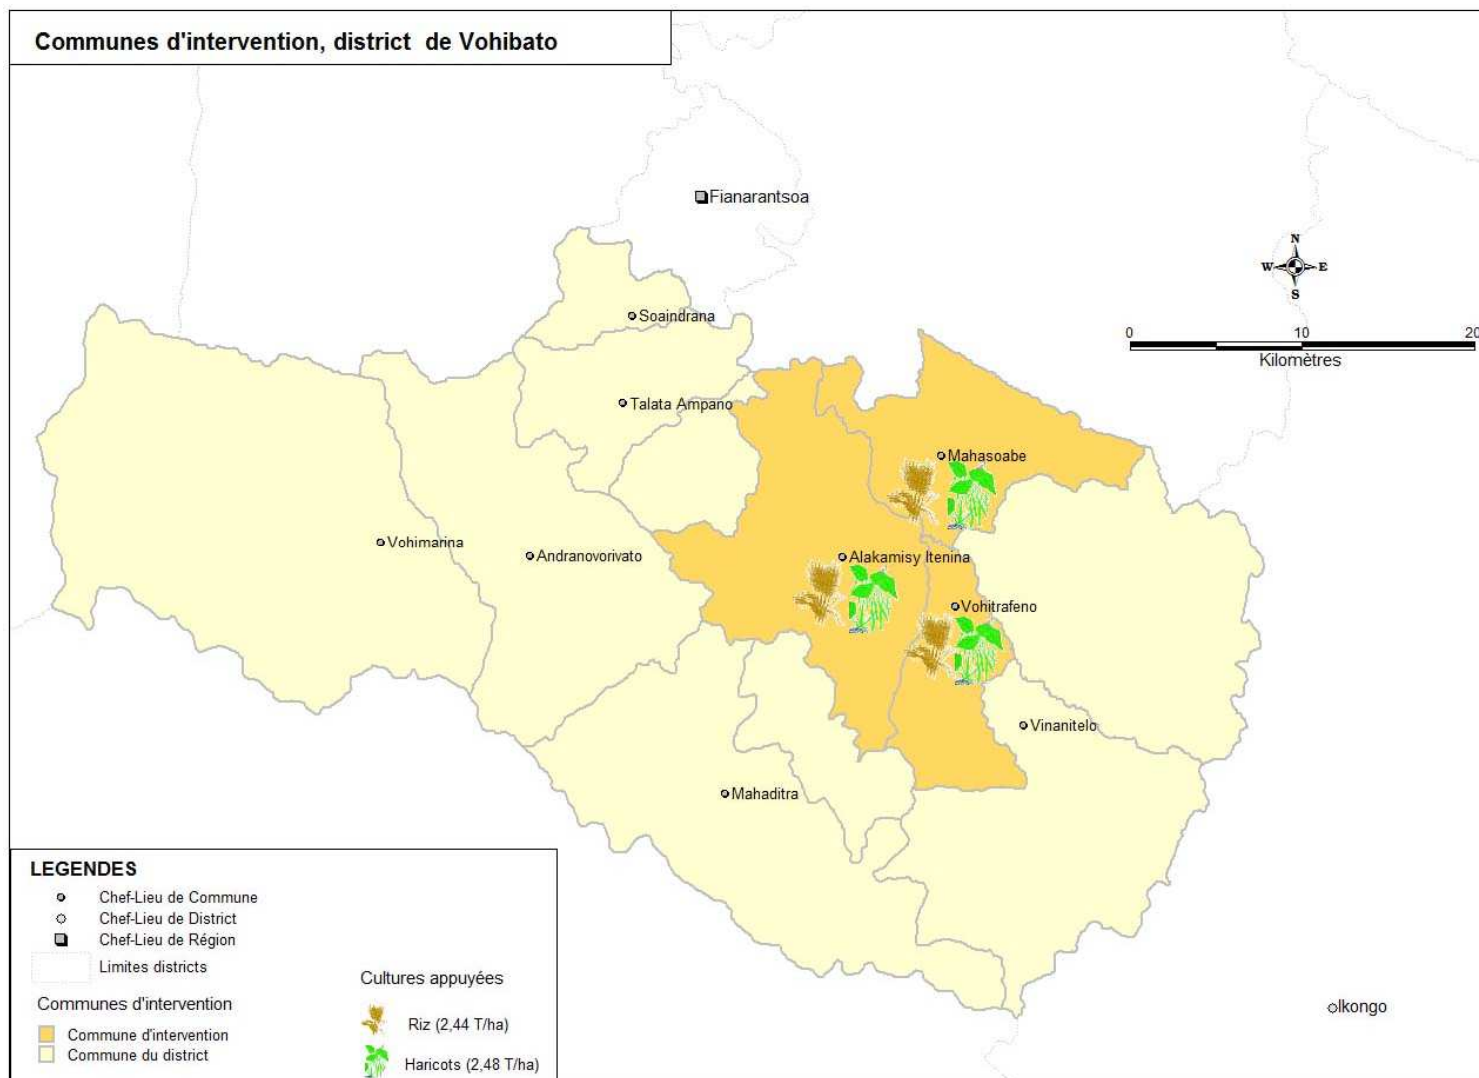 Communes d'intervention, district de Vohibato
Fianarantsoa
N
W E
S
Soaindrana
0 10 20
Kilomètres
Talata Ampano
Mahasoabe
Vohimarina
Andranovorivato
Alakamisy Itenina
Vohitrafeno
Vinanitelo
Mahaditra
Ikongo
LEGENDES
Chef-Lieu de Commune
Chef-Lieu de District
Chef-Lieu de Région
Limites districts
Communes d'intervention
Commune d'intervention
Commune du district
Cultures appuyées
Riz (2,44 T/ha)
Haricots (2,48 T/ha)